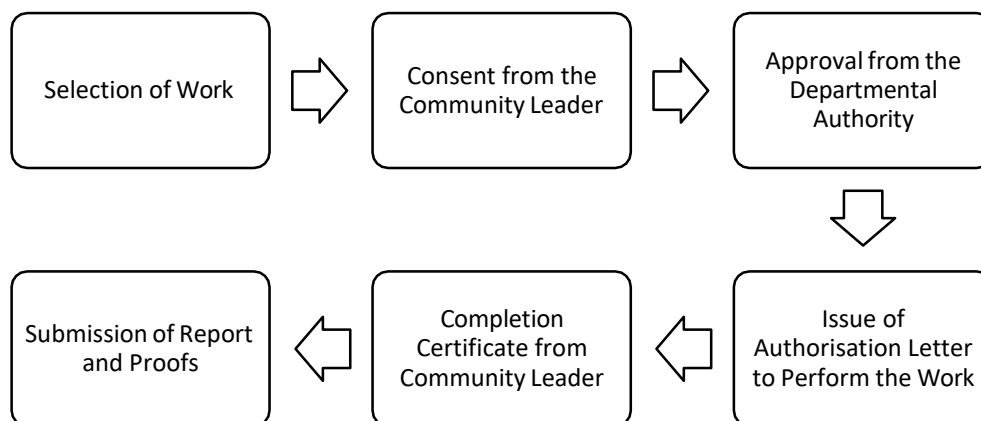 Selection of Work
Consent from the
Community Leader
Approval from the
Departmental
Authority
Issue of
Authorisation Letter
to Perform the Work
Completion
Certificate from
Community Leader
Submission of Report
and Proofs